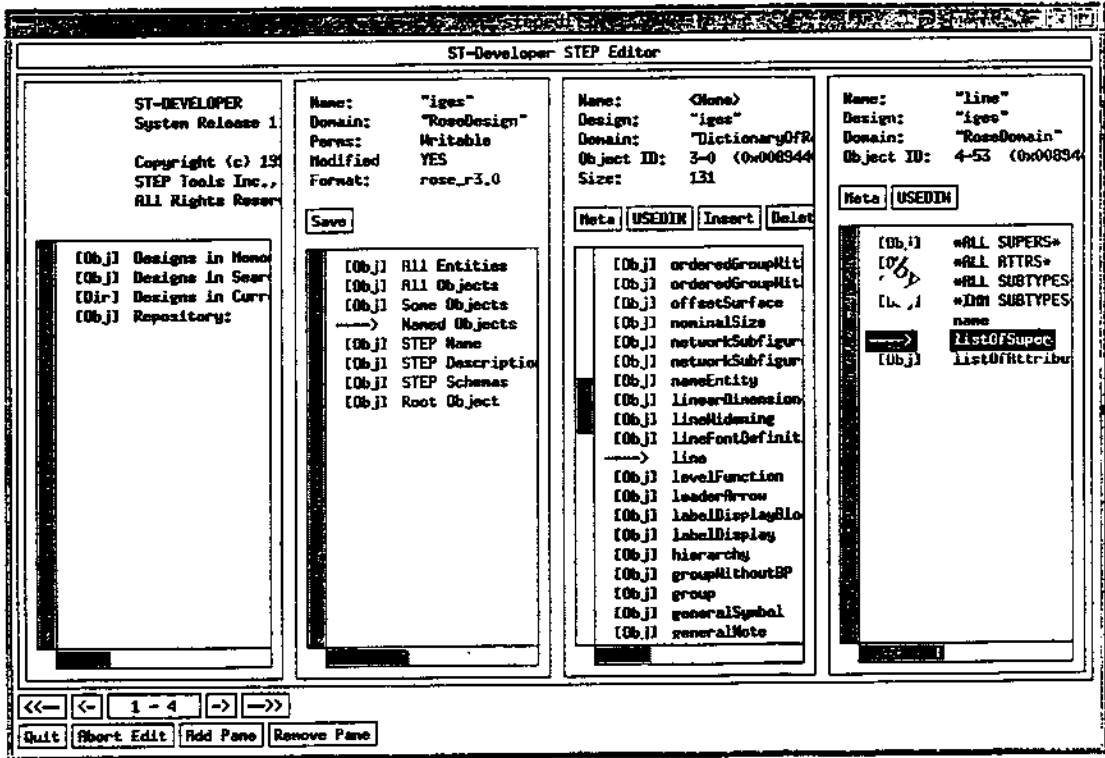 ST-Developer STEP Editor
ST-DEVELOPER
System Release 1
Copyright (c) 19
STEP Tools Inc.,
All Rights Reser
[Obj] Designs in Memo
[Obj] Designs in Sear
[Dir] Designs in Curr
[Obj] Repository:
Name: "iges"
Domain: "RoseDesign"
Perms: Writable
Modified YES
Format: rose_r3.0
Save
[Obj] All Entities
[Obj] All Objects
[Obj] Some Objects
----> Named Objects
[Obj] STEP Name
[Obj] STEP Descriptio
[Obj] STEP Schemas
[Obj] Root Object
Name: <None>
Design: "iges"
Domain: "DictionaryOfR
Object ID: 3-0 (0x008944
Size: 131
Meta USEDIN Insert Delet
[Obj] orderedGroupWit
[Obj] orderedGroupWit
[Obj] offsetSurface
[Obj] nominalSize
[Obj] networkSubfigur
[Obj] networkSubfigur
[Obj] nameEntity
[Obj] linearDimension
[Obj] lineWidening
[Obj] lineFontDefinit
----> line
[Obj] levelFunction
[Obj] leaderArrow
[Obj] labelDisplayBlo
[Obj] labelDisplay
[Obj] hierarchy
[Obj] groupWithoutBP
[Obj] group
[Obj] generalSymbol
[Obj] generalNote
Name: "line"
Design: "iges"
Domain: "RoseDomain"
Object ID: 4-53 (0x00894
Meta USEDIN
[Obj] *ALL SUPERS*
*ALL ATTRS*
by
*ALL SUBTYPES
*IMM SUBTYPES
name
----> listOfSuper
[Obj] listOfAttribu
<<— <- 1 - 4 -> —>>
Quit Abort Edit Add Pane Remove Pane